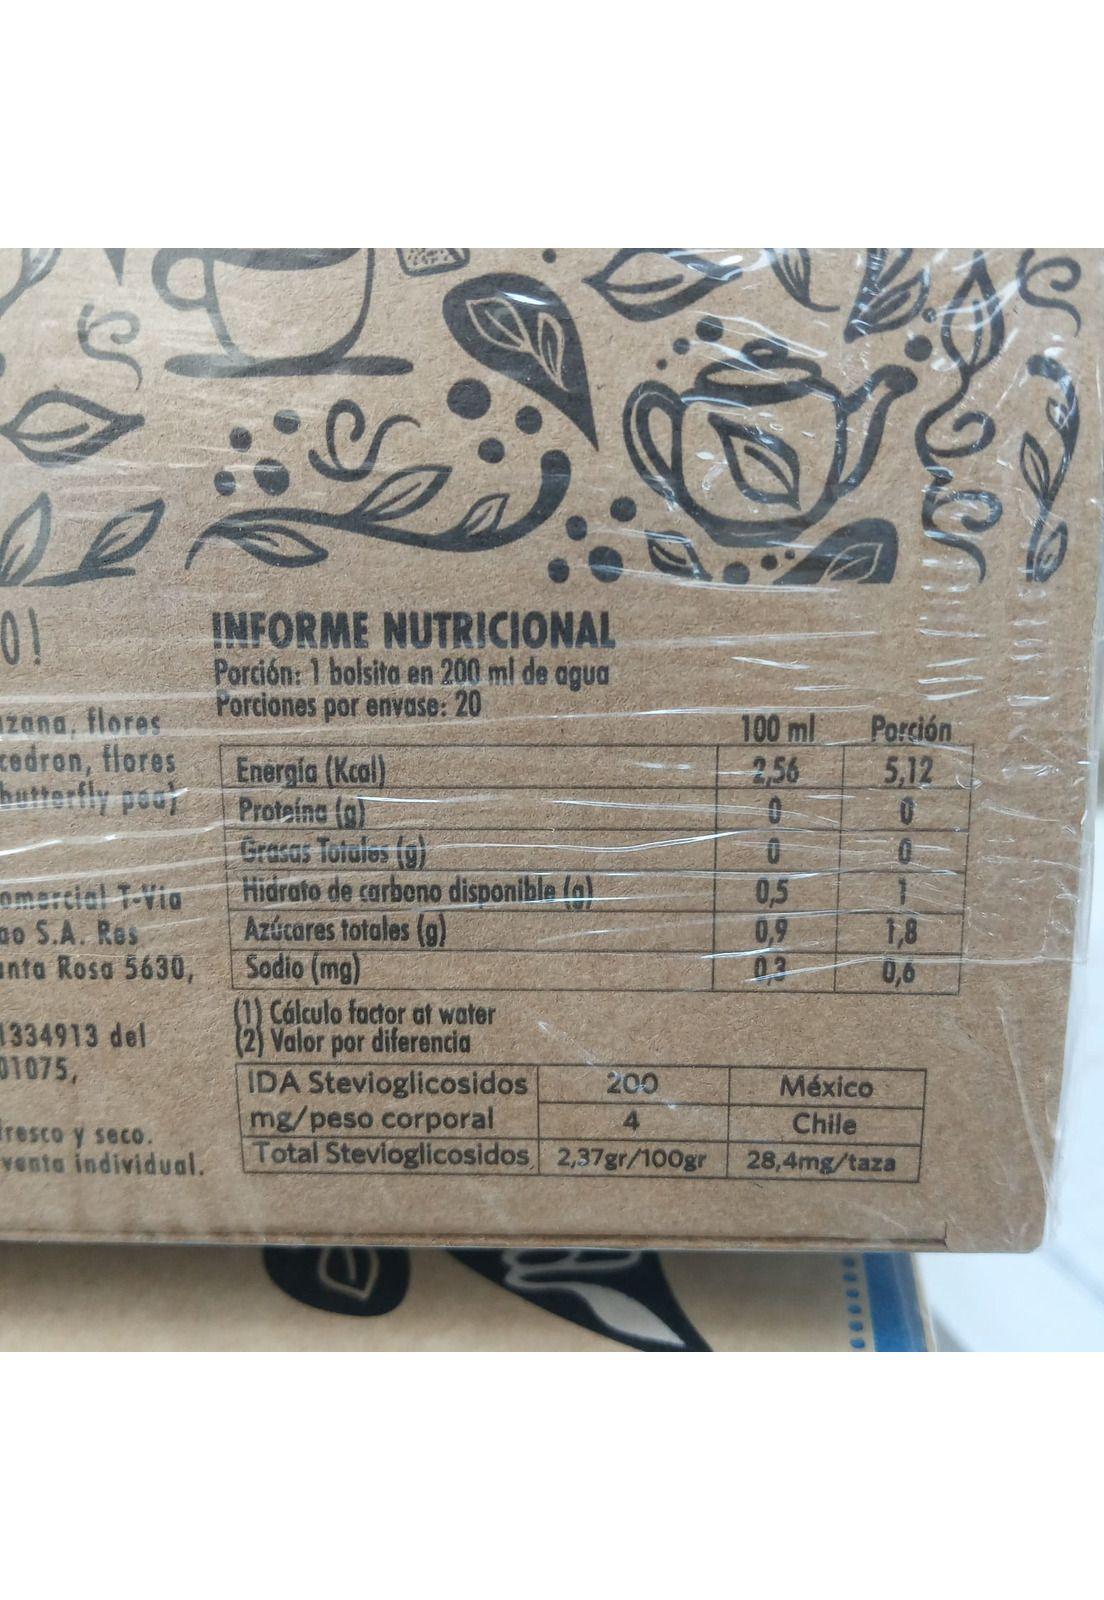 O!
zana, flores
cedron, flores
butterfly pea)
omercial T-Via
ao S.A. Res
anta Rosa 5630,
1334913 del
01075,
fresco y seco.
venta individual.
INFORME NUTRICIONAL
Porción: 1 bolsita en 200 ml de agua
Porciones por envase: 20
100 ml Porción
Energía (Kcal) 2,56 5,12
Proteína (g) 0 0
Grasas Totales (g) 0 0
Hidrato de carbono disponible (g) 0,5 1
Azúcares totales (g) 0,9 1,8
Sodio (mg) 0,3 0,6
(1) Cálculo factor at water
(2) Valor por diferencia
IDA Stevioglicosidos 200 México
mg/peso corporal 4 Chile
Total Stevioglicosidos 2,37gr/100gr 28,4mg/taza